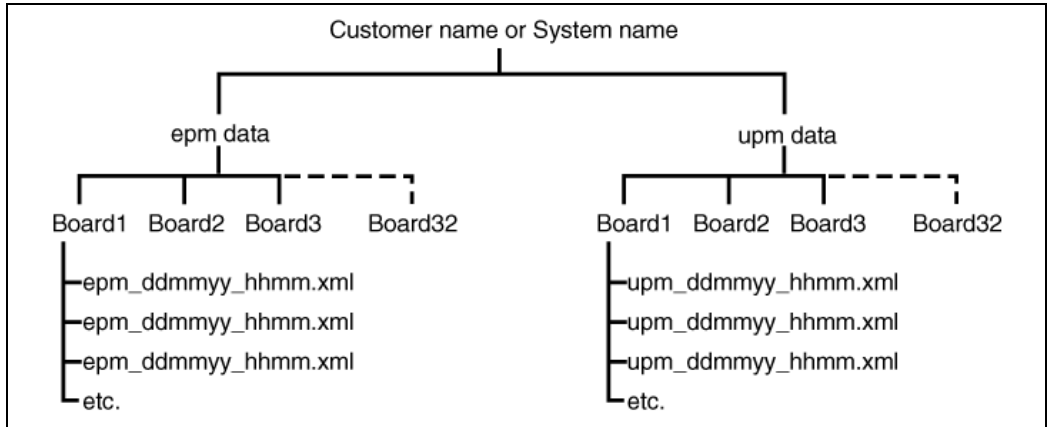 Customer name or System name
epm data
upm data
Board1 Board2 Board3 Board32
Board1 Board2 Board3 Board32
epm_ddmmyy_hhmm.xml
epm_ddmmyy_hhmm.xml
epm_ddmmyy_hhmm.xml
etc.
upm_ddmmyy_hhmm.xml
upm_ddmmyy_hhmm.xml
upm_ddmmyy_hhmm.xml
etc.